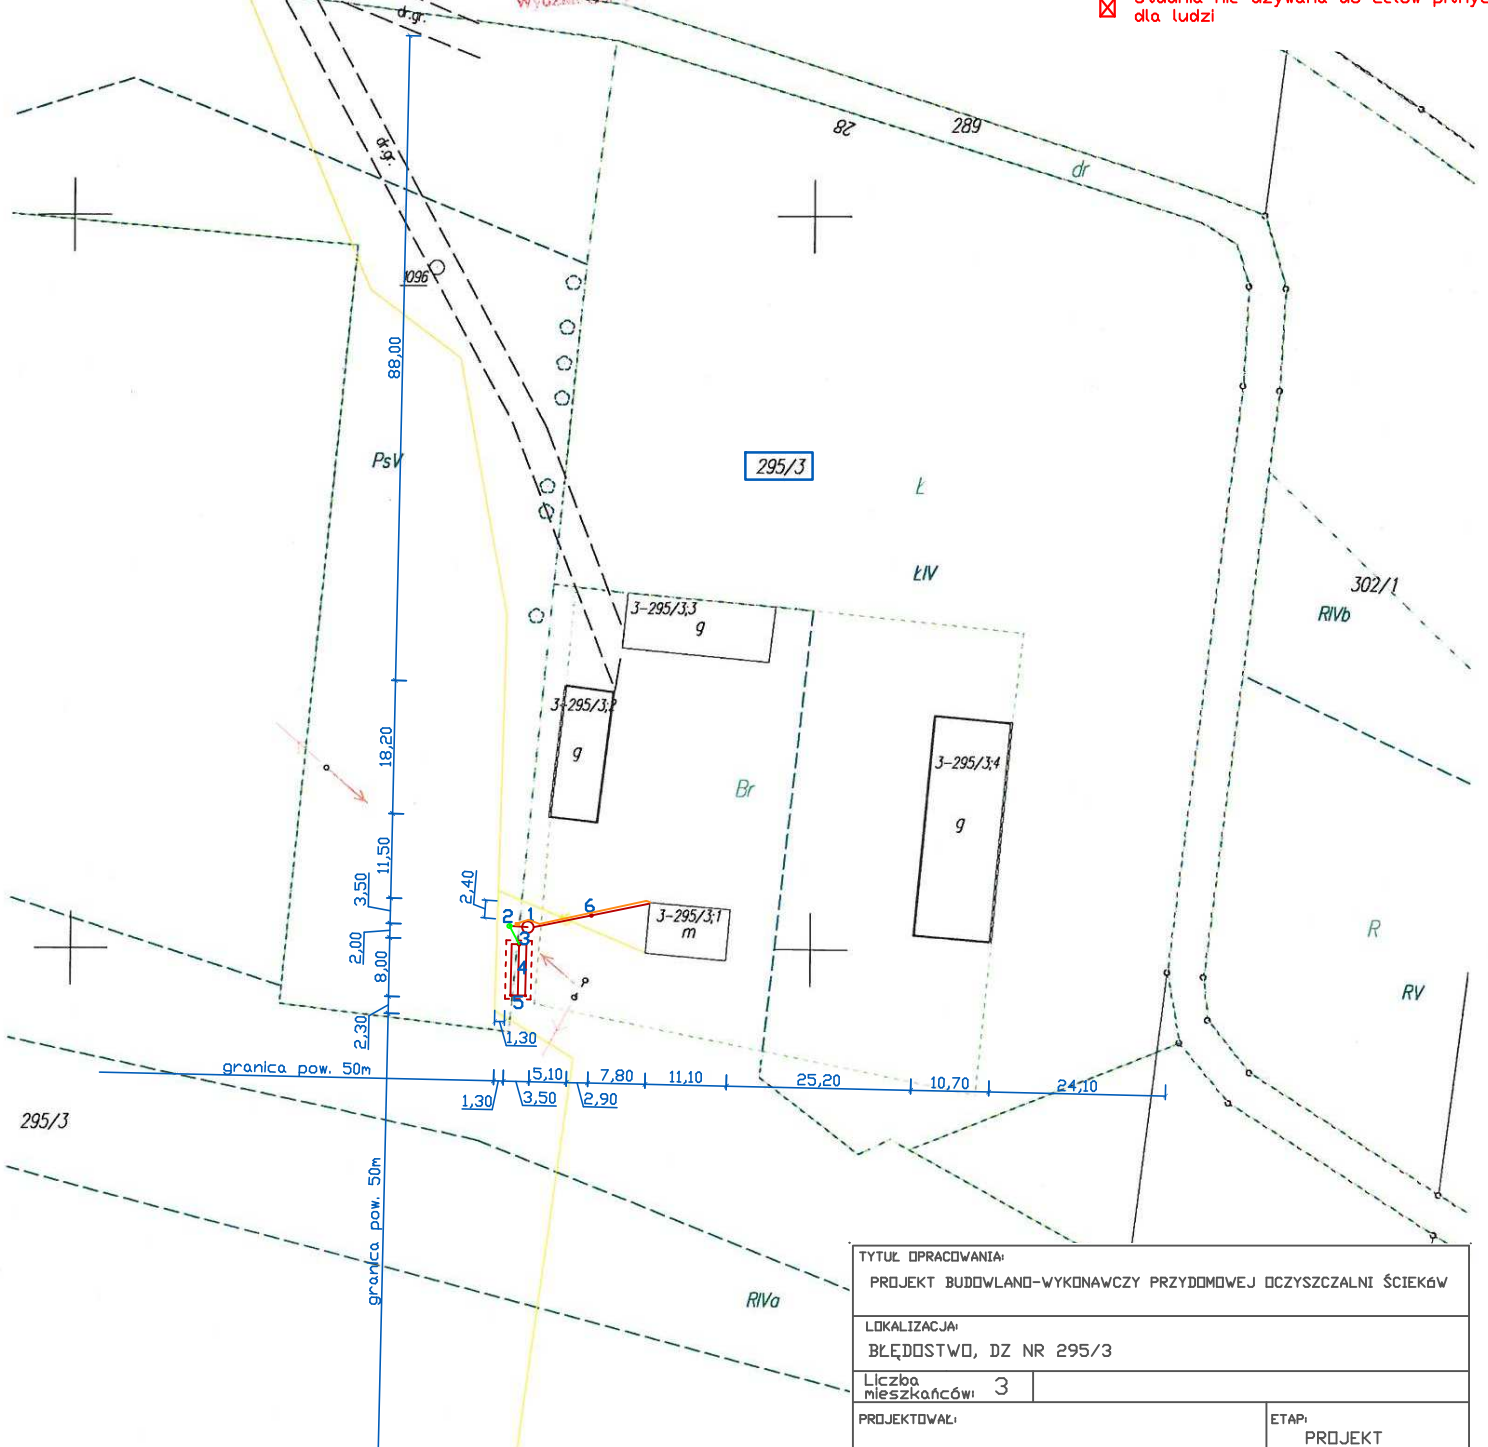 dla ludzi
dr.gr.
dr.gr.
28
289
dr
1096
88,00
PsV
295/3
Ł
ŁIV
302/1
RIVb
3-295/3;3
g
3-295/3;2
g
18,20
3-295/3;4
g
Br
11,50
3,50
2,40
2
1
6
3-295/3;1
m
3
4
5
2,00
8,00
2,30
1,30
R
RV
granica pow. 50m
5,10
7,80
11,10
25,20
10,70
24,10
1,30
3,50
2,90
295/3
granica pow. 50m
RIVa
TYTUŁ OPRACOWANIA:
PROJEKT BUDOWLANO-WYKONAWCZY PRZYDOMOWEJ OCZYSZCZALNI ŚCIEKóW
LOKALIZACJA:
BŁĘDOSTWO, DZ NR 295/3
Liczba
mieszkańców: 3
PROJEKTOWAŁ:
ETAP:
PROJEKT